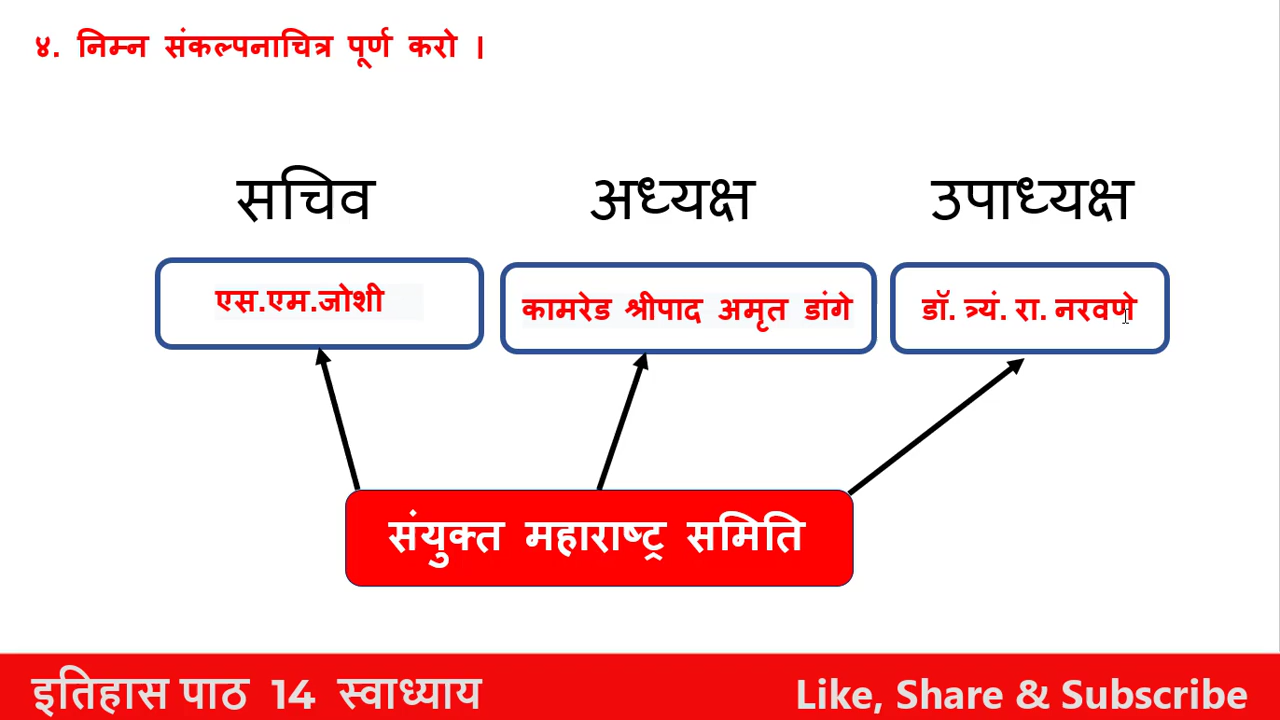 ४. निम्न संकल्पनाचित्र पूर्ण करो ।
सचिव अध्यक्ष उपाध्यक्ष
एस.एम.जोशी कामरेड श्रीपाद अमृत डांगे डॉ. त्र्यं. रा. नरवणे
संयुक्त महाराष्ट्र समिति
इतिहास पाठ 14 स्वाध्याय Like, Share & Subscribe